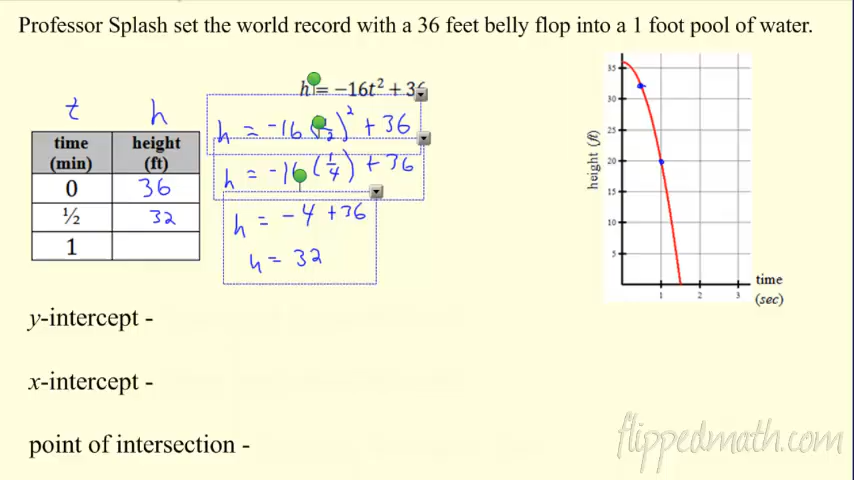 Professor Splash set the world record with a 36 feet belly flop into a 1 foot pool of water.
h = −16t² + 36
t h
time (min) height (ft)
0 36
½ 32
1
h = -16 (1/2)² + 36
h = -16 (1/4) + 36
h = -4 + 36
h = 32
y-intercept -
x-intercept -
point of intersection -
height (ft)
35
30
25
20
15
10
5
1 2 3
time
(sec)
flippedmath.com